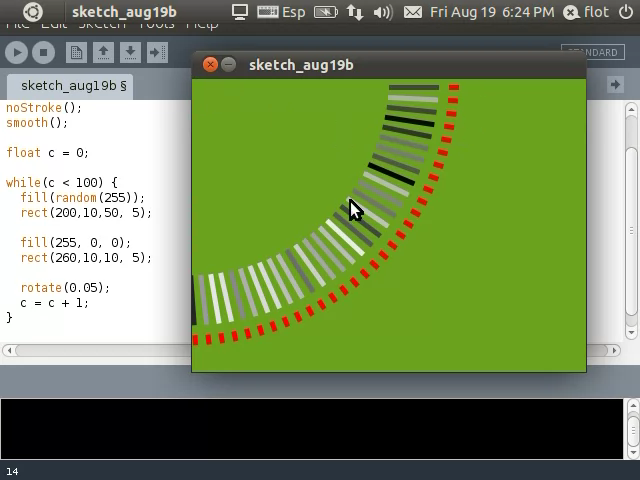 sketch_aug19b Esp Fri Aug 19 6:24 PM flot
File Edit Sketch Tools Help
STANDARD
sketch_aug19b
sketch_aug19b §
noStroke();
smooth();
float c = 0;
while(c < 100) {
fill(random(255));
rect(200,10,50, 5);
fill(255, 0, 0);
rect(260,10,10, 5);
rotate(0.05);
c = c + 1;
}
14